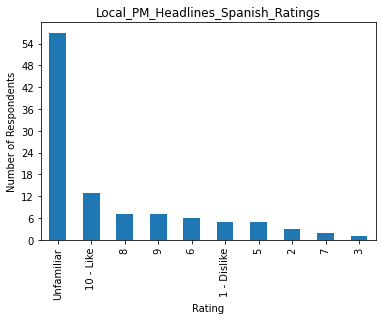 Local_PM_Headlines_Spanish_Ratings
Number of Respondents
54
48
42
36
30
24
18
12
6
0
Unfamiliar
10 - Like
8
9
6
1 - Dislike
5
2
7
3
Rating